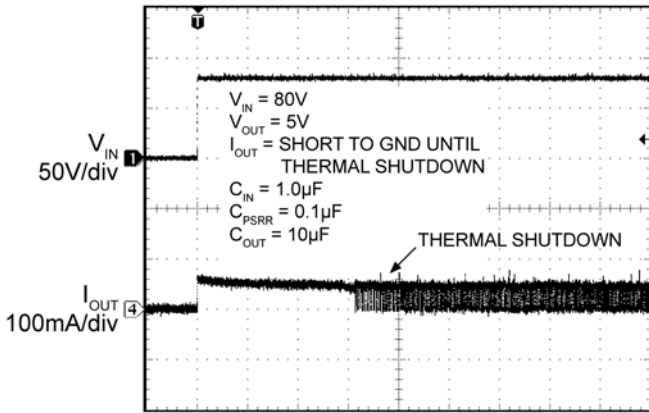 T
V_IN = 80V
V_OUT = 5V
I_OUT = SHORT TO GND UNTIL
THERMAL SHUTDOWN
C_IN = 1.0µF
C_PSRR = 0.1µF
C_OUT = 10µF
V_IN
50V/div
1
THERMAL SHUTDOWN
I_OUT
100mA/div
4